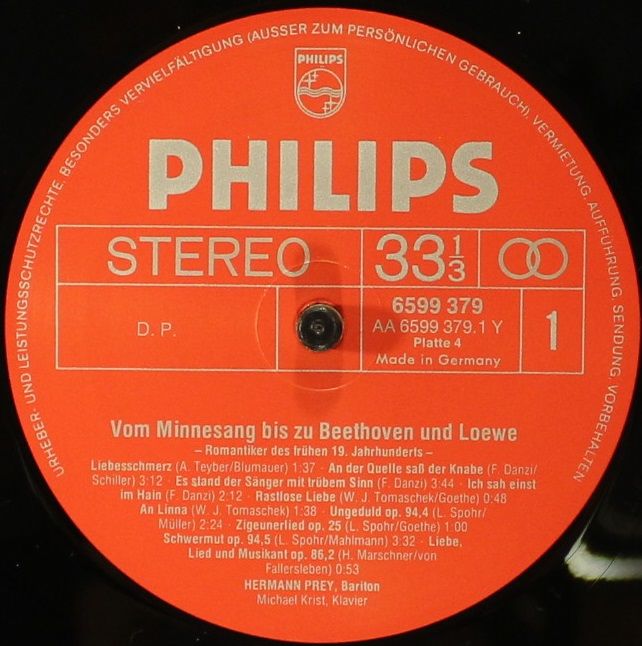 URHEBER- UND LEISTUNGSSCHUTZRECHTE, BESONDERS VERVIELFÄLTIGUNG (AUSSER ZUM PERSÖNLICHEN GEBRAUCH), VERMIETUNG, AUFFÜHRUNG, SENDUNG, VORBEHALTEN
PHILIPS
PHILIPS
STEREO 33 1/3
D. P.
6599 379
AA 6599 379.1 Y
Platte 4
Made in Germany
1
Vom Minnesang bis zu Beethoven und Loewe
– Romantiker des frühen 19. Jahrhunderts –
Liebesschmerz (A. Teyber/Blumauer) 1:37 · An der Quelle saß der Knabe (F. Danzi/
Schiller) 3:12 · Es stand der Sänger mit trübem Sinn (F. Danzi) 3:44 · Ich sah einst
im Hain (F. Danzi) 2:12 · Rastlose Liebe (W. J. Tomaschek/Goethe) 0:48
An Linna (W. J. Tomaschek) 1:38 · Ungeduld op. 94,4 (L. Spohr/
Müller) 2:24 · Zigeunerlied op. 25 (L. Spohr/Goethe) 1:00
Schwermut op. 94,5 (L. Spohr/Mahlmann) 3:32 · Liebe,
Lied und Musikant op. 86,2 (H. Marschner/von
Fallersleben) 0:53
HERMANN PREY, Bariton
Michael Krist, Klavier